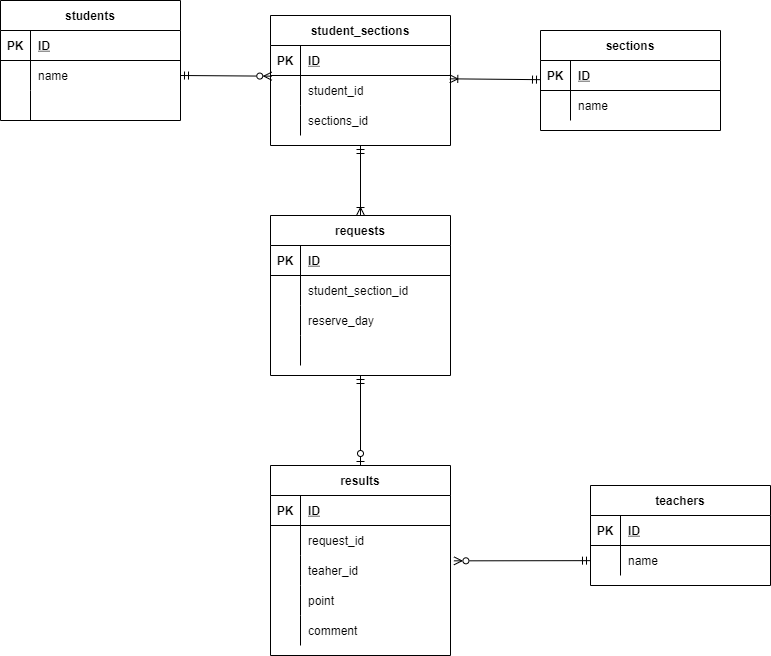 students
PK ID
name
student_sections
PK ID
student_id
sections_id
sections
PK ID
name
requests
PK ID
student_section_id
reserve_day
results
PK ID
request_id
teaher_id
point
comment
teachers
PK ID
name